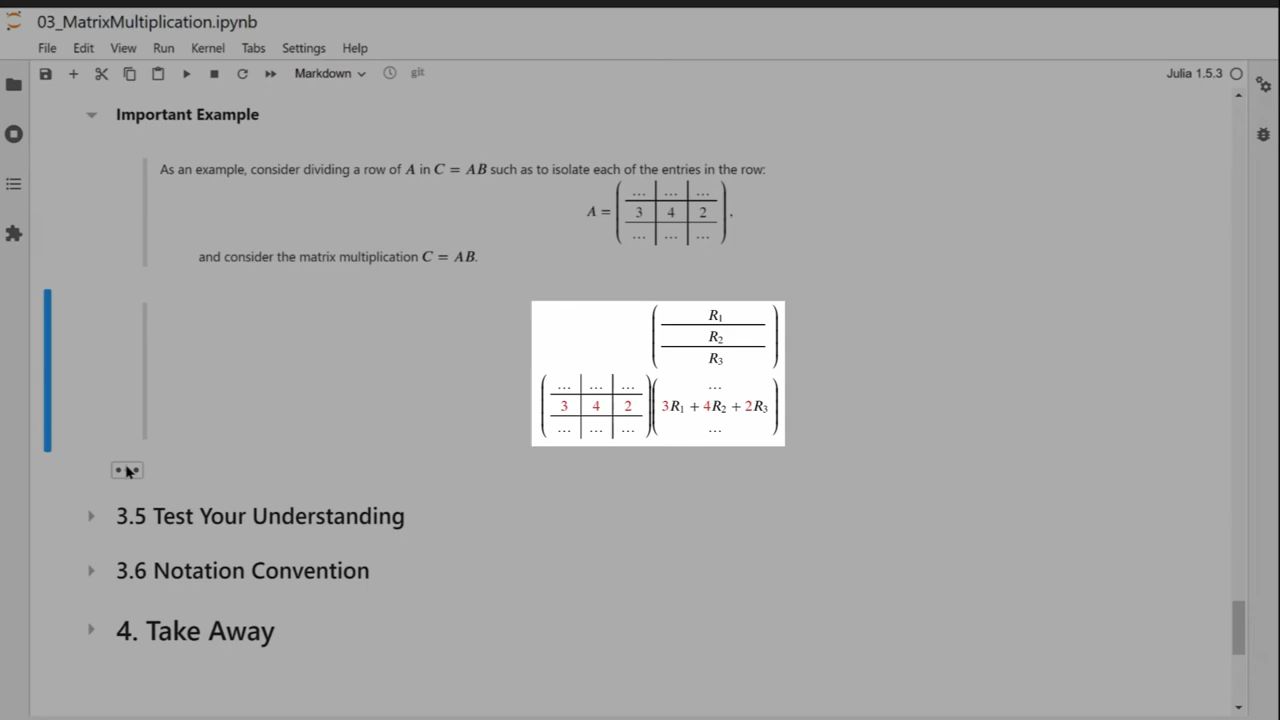 03_MatrixMultiplication.ipynb
File Edit View Run Kernel Tabs Settings Help
Markdown git Julia 1.5.3
Important Example
As an example, consider dividing a row of A in C = AB such as to isolate each of the entries in the row:
... ... ...
A = 3 4 2 ,
... ... ...
and consider the matrix multiplication C = AB.
R₁
R₂
R₃
... ... ... ...
3 4 2 3R₁ + 4R₂ + 2R₃
... ... ... ...
3.5 Test Your Understanding
3.6 Notation Convention
4. Take Away